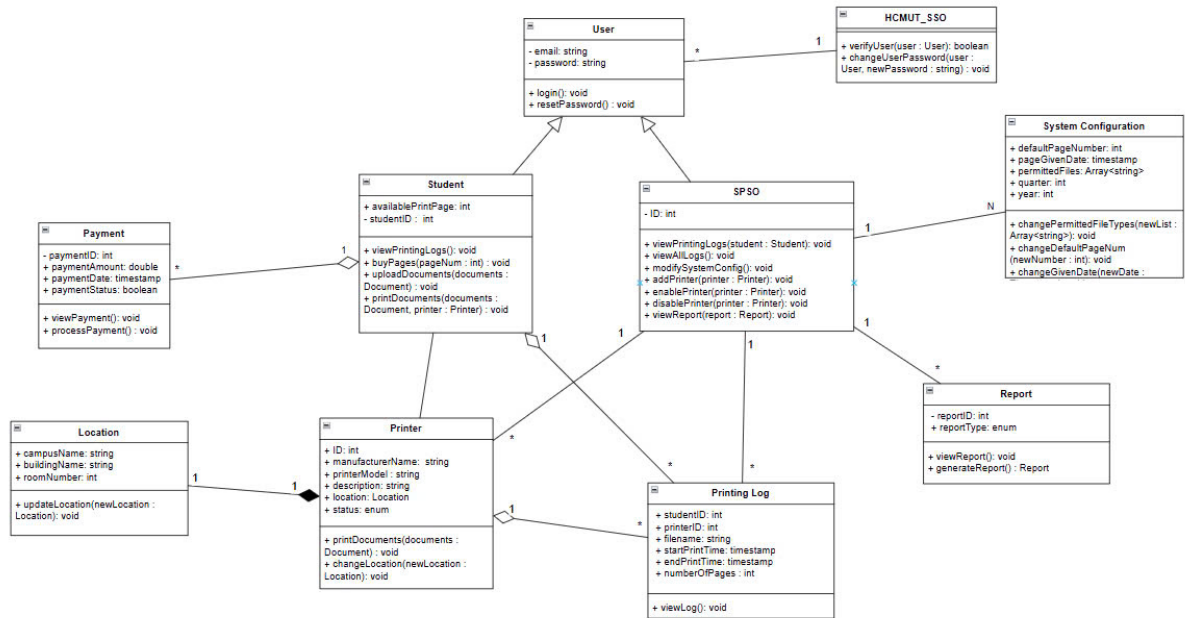 User
- email: string
- password: string
+ login(): void
+ resetPassword() : void
*
1
HCMUT_SSO
+ verifyUser(user : User): boolean
+ changeUserPassword(user :
User, newPassword : string) : void
System Configuration
+ defaultPageNumber: int
+ pageGivenDate: timestamp
+ permittedFiles: Array<string>
+ quarter: int
+ year: int
+ changePermittedFileTypes(newList :
Array<string>): void
+ changeDefaultPageNum
(newNumber : int): void
+ changeGivenDate(newDate :
Student
+ availablePrintPage: int
- studentID : int
+ viewPrintingLogs(): void
+ buyPages(pageNum : int) : void
+ uploadDocuments(documents :
Document) : void
+ printDocuments(documents :
Document, printer : Printer) : void
SPSO
- ID: int
+ viewPrintingLogs(student : Student): void
+ viewAllLogs(): void
+ modifySystemConfig(): void
+ addPrinter(printer : Printer): void
+ enablePrinter(printer : Printer): void
+ disablePrinter(printer : Printer): void
+ viewReport(report : Report): void
1
N
Payment
- paymentID: int
+ paymentAmount: double
+ paymentDate: timestamp
+ paymentStatus: boolean
+ viewPayment(): void
+ processPayment() : void
*
1
1
1
1
*
Report
- reportID: int
+ reportType: enum
+ viewReport(): void
+ generateReport() : Report
Location
+ campusName: string
+ buildingName: string
+ roomNumber: int
+ updateLocation(newLocation :
Location): void
1
1
Printer
+ ID: int
+ manufacturerName: string
+ printerModel : string
+ description: string
+ location: Location
+ status: enum
+ printDocuments(documents :
Document) : void
+ changeLocation(newLocation :
Location): void
*
1
*
*
*
Printing Log
+ studentID: int
+ printerID: int
+ filename: string
+ startPrintTime: timestamp
+ endPrintTime: timestamp
+ numberOfPages : int
+ viewLog(): void